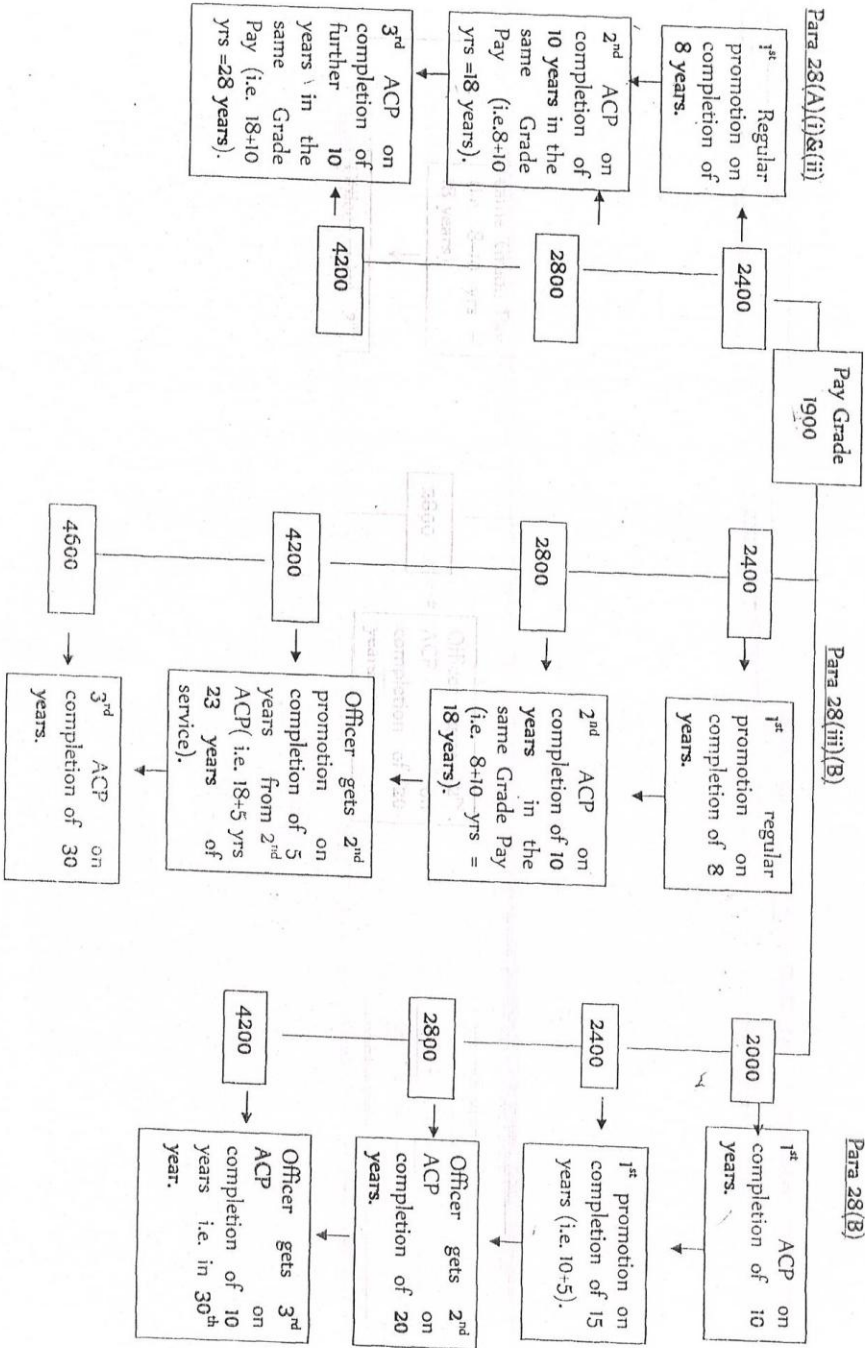 Pay Grade
1900
Para 28(A)(i)&(ii)
2400
1st Regular
promotion on
completion of
8 years.
2800
2nd ACP on
completion of
10 years in the
same Grade
Pay (i.e.8+10
yrs =18 years).
4200
3rd ACP on
completion of
further 10
years in the
same Grade
Pay (i.e. 18+10
yrs =28 years).
Para 28(iii)(B)
2400
1st regular
promotion on
completion of 8
years.
2800
2nd ACP on
completion of 10
years in the
same Grade Pay
(i.e. 8+10 yrs =
18 years).
4200
Officer gets 2nd
promotion on
completion of 5
years from 2nd
ACP( i.e. 18+5 yrs
23 years of
service).
4600
3rd ACP on
completion of 30
years.
Para 28(B)
2000
1st ACP on
completion of 10
years.
2400
1st promotion on
completion of 15
years (i.e. 10+5).
2800
Officer gets 2nd
ACP on
completion of 20
years.
4200
Officer gets 3rd
ACP on
completion of 10
years i.e. in 30th
year.